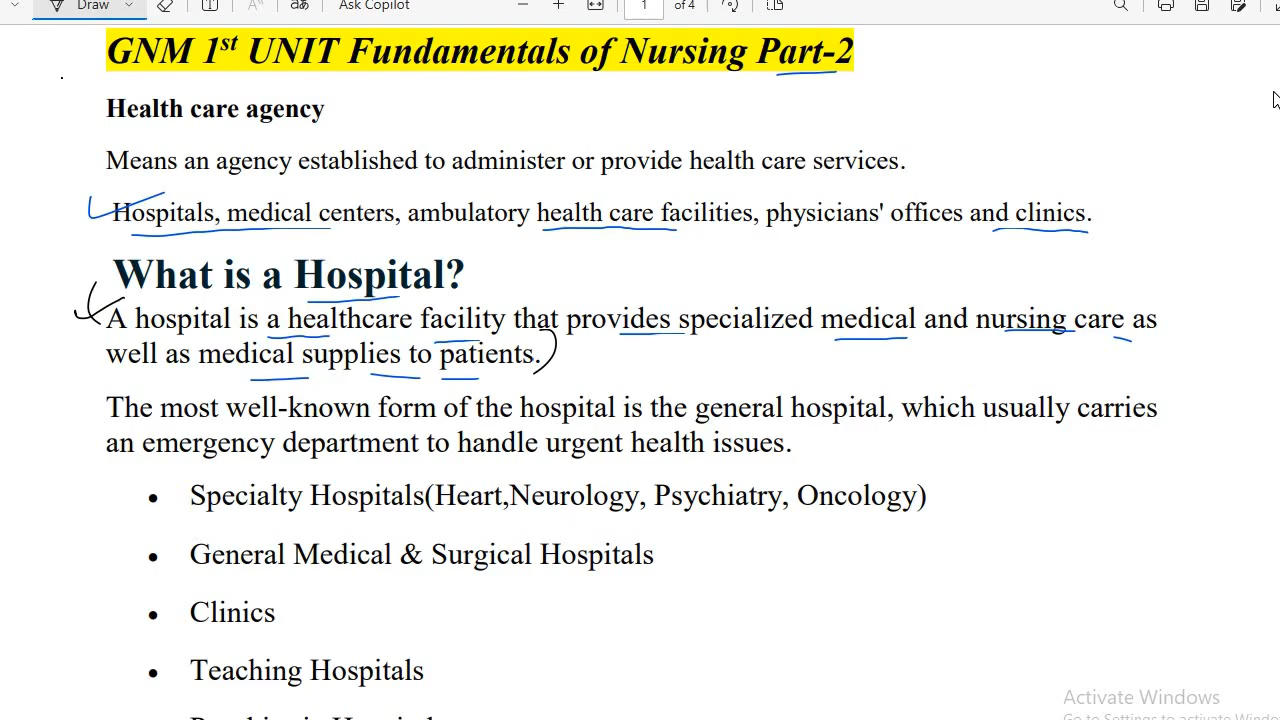 Draw
Ask Copilot
1 of 4
GNM 1st UNIT Fundamentals of Nursing Part-2
Health care agency
Means an agency established to administer or provide health care services.
Hospitals, medical centers, ambulatory health care facilities, physicians' offices and clinics.
What is a Hospital?
A hospital is a healthcare facility that provides specialized medical and nursing care as
well as medical supplies to patients.
The most well-known form of the hospital is the general hospital, which usually carries
an emergency department to handle urgent health issues.
• Specialty Hospitals(Heart,Neurology, Psychiatry, Oncology)
• General Medical & Surgical Hospitals
• Clinics
• Teaching Hospitals
Activate Windows